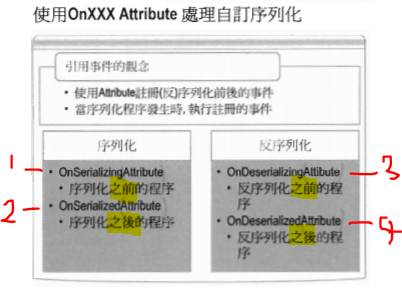 使用OnXXX Attribute 處理自訂序列化
引用事件的觀念
• 使用Attribute註冊(反)序列化前後的事件
• 當序列化程序發生時, 執行註冊的事件
序列化
1 • OnSerializingAttribute
• 序列化之前的程序
2 • OnSerializedAttribute
• 序列化之後的程序
反序列化
• OnDeserializingAttibute 3
• 反序列化之前的程
序
• OnDeserializedAttribute 4
• 反序列化之後的程
序